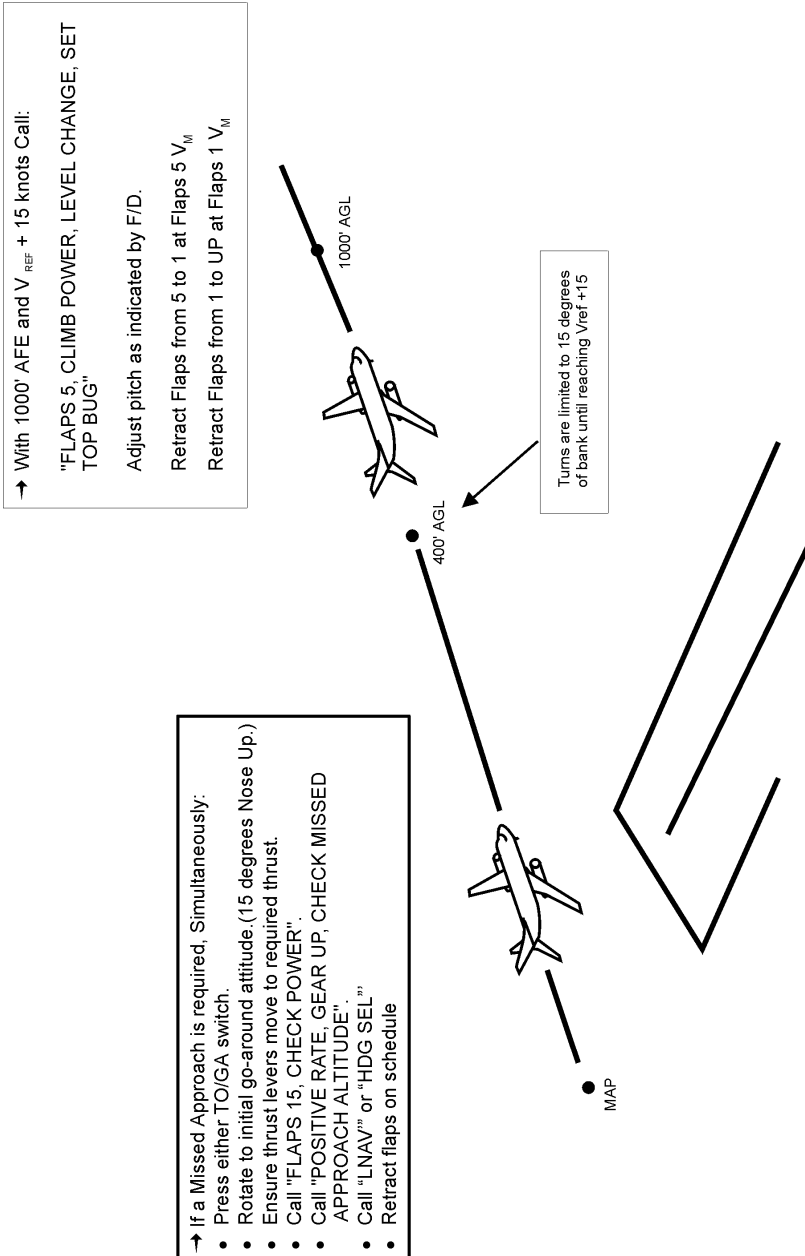 → If a Missed Approach is required, Simultaneously:
• Press either TO/GA switch.
• Rotate to initial go-around attitude.(15 degrees Nose Up.)
• Ensure thrust levers move to required thrust.
• Call "FLAPS 15, CHECK POWER".
• Call "POSITIVE RATE, GEAR UP, CHECK MISSED
APPROACH ALTITUDE".
• Call “LNAV”' or “HDG SEL”'
• Retract flaps on schedule
→ With 1000' AFE and V REF + 15 knots Call:
"FLAPS 5, CLIMB POWER, LEVEL CHANGE, SET
TOP BUG"
Adjust pitch as indicated by F/D.
Retract Flaps from 5 to 1 at Flaps 5 VM
Retract Flaps from 1 to UP at Flaps 1 VM
MAP
400' AGL
1000' AGL
Turns are limited to 15 degrees
of bank until reaching Vref +15